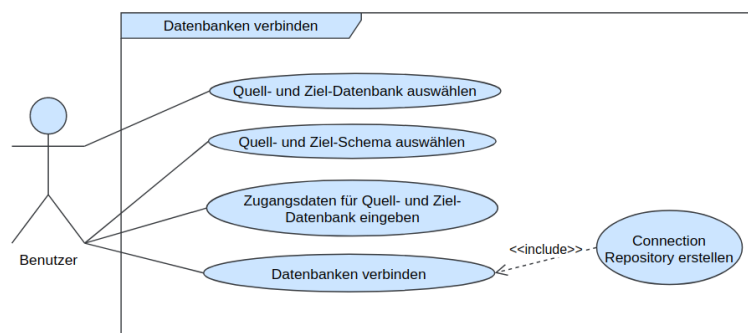 Datenbanken verbinden
Quell- und Ziel-Datenbank auswählen
Quell- und Ziel-Schema auswählen
Zugangsdaten für Quell- und Ziel-
Datenbank eingeben
Benutzer
Datenbanken verbinden
<<include>>
Connection
Repository erstellen